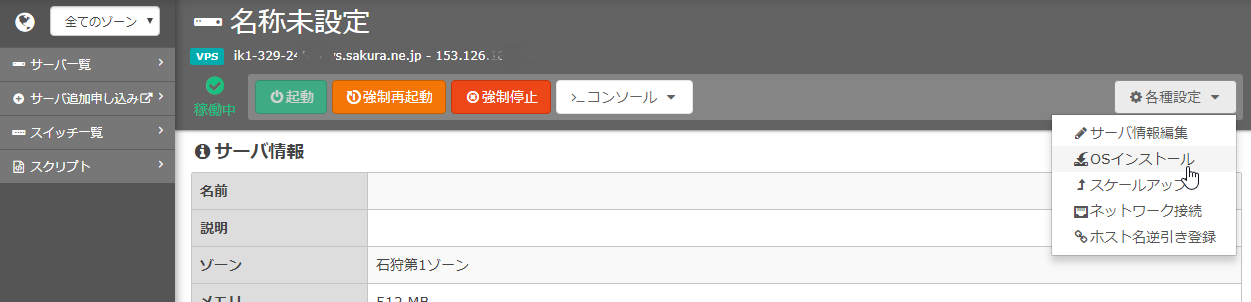 全てのゾーン
サーバ一覧
サーバ追加申し込み
スイッチ一覧
スクリプト
名称未設定
VPS ik1-329-24 vs.sakura.ne.jp - 153.126.1
稼働中
起動 強制再起動 強制停止 コンソール 各種設定
サーバ情報編集
OSインストール
スケールアップ
ネットワーク接続
ホスト名逆引き登録
サーバ情報
名前
説明
ゾーン 石狩第1ゾーン
メモリ 512 MB